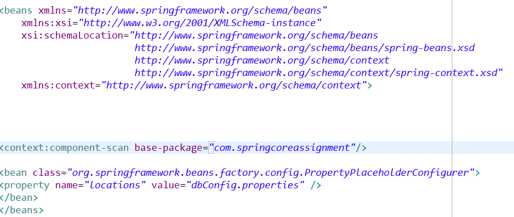 <beans xmlns="http://www.springframework.org/schema/beans"
xmlns:xsi="http://www.w3.org/2001/XMLSchema-instance"
xsi:schemaLocation="http://www.springframework.org/schema/beans
http://www.springframework.org/schema/beans/spring-beans.xsd
http://www.springframework.org/schema/context
http://www.springframework.org/schema/context/spring-context.xsd"
xmlns:context="http://www.springframework.org/schema/context">
<context:component-scan base-package="com.springcoreassignment"/>
<bean class="org.springframework.beans.factory.config.PropertyPlaceholderConfigurer">
<property name="locations" value="dbConfig.properties" />
</bean>
</beans>